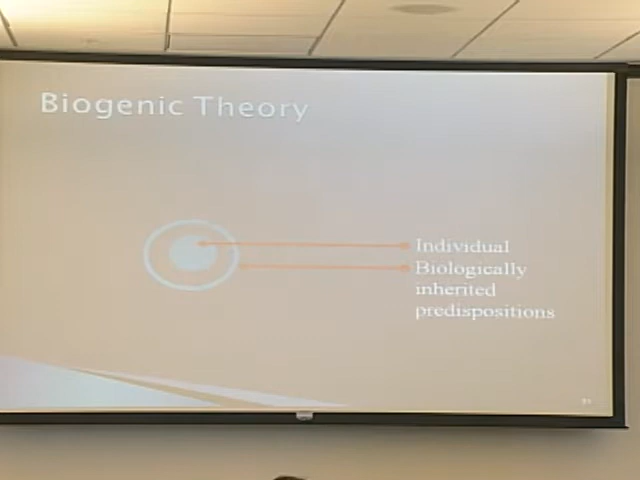 Biogenic Theory
Individual
Biologically
inherited
predispositions